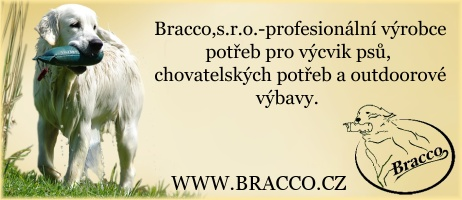 Bracco,s.r.o.-profesionální výrobce
potřeb pro výcvik psů,
chovatelských potřeb a outdoorové
výbavy.
Bracco
WWW.BRACCO.CZ